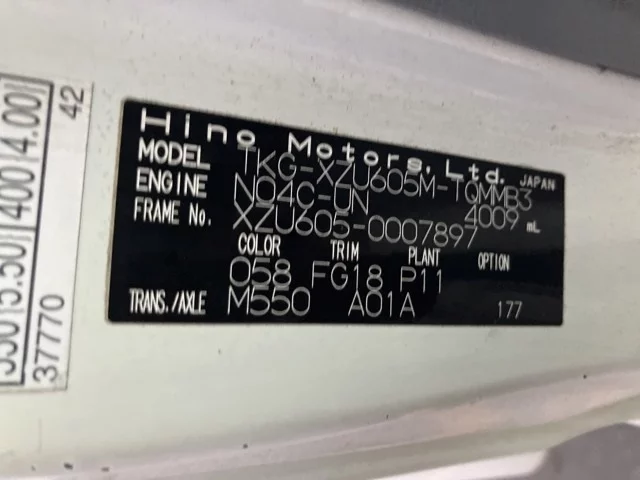 Hino Motors, Ltd. JAPAN
MODEL TKG-XZU605M-TQMMB3
ENGINE N04C-UN 4009 mL
FRAME No. XZU605-0007897
COLOR TRIM PLANT OPTION
058 FG18 P11
TRANS./AXLE M550 A01A 177
5.50 400 4.00
37770 42